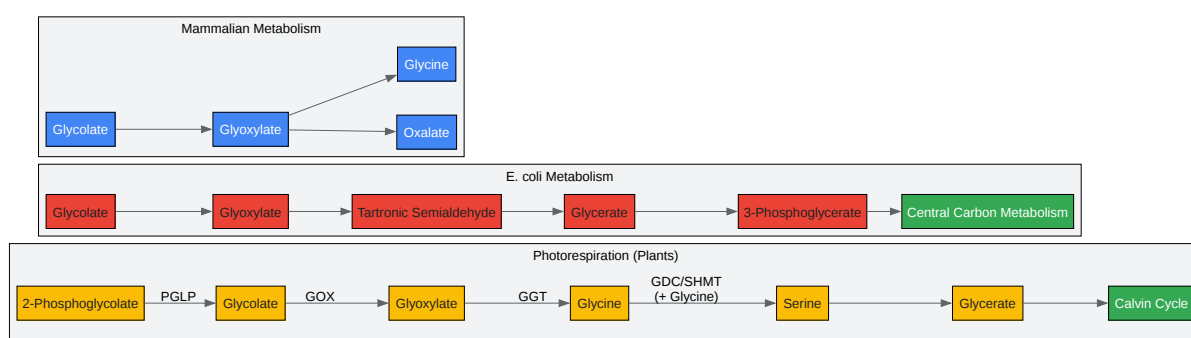 Mammalian Metabolism
Glycine
Glycolate
Glyoxylate
Oxalate
E. coli Metabolism
Glycolate
Glyoxylate
Tartronic Semialdehyde
Glycerate
3-Phosphoglycerate
Central Carbon Metabolism
Photorespiration (Plants)
2-Phosphoglycolate
PGLP
Glycolate
GOX
Glyoxylate
GGT
Glycine
GDC/SHMT
(+ Glycine)
Serine
Glycerate
Calvin Cycle